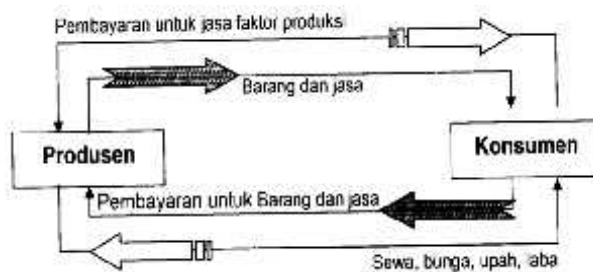 Pembayaran untuk jasa faktor produksi
Barang dan jasa
Produsen
Konsumen
Pembayaran untuk Barang dan jasa
Sewa, bunga, upah, laba